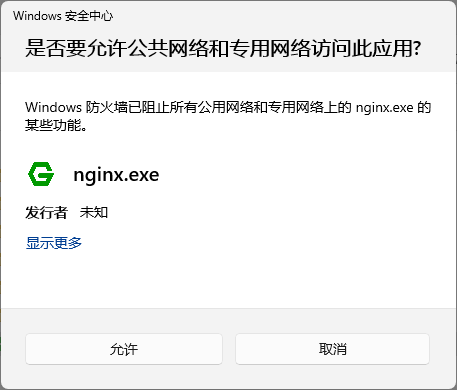 Windows 安全中心
是否要允许公共网络和专用网络访问此应用?
Windows 防火墙已阻止所有公用网络和专用网络上的 nginx.exe 的
某些功能。
nginx.exe
发行者 未知
显示更多
允许
取消